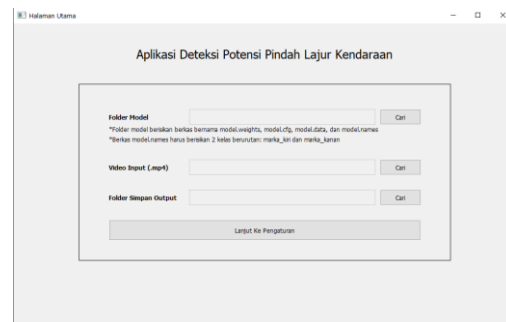 Halaman Utama
Aplikasi Deteksi Potensi Pindah Lajur Kendaraan
Folder Model Cari
*Folder model berisikan berkas bernama model.weights, model.cfg, model.data, dan model.names
*Berkas model.names harus berisikan 2 kelas berurutan: marka_kiri dan marka_kanan
Video Input (.mp4) Cari
Folder Simpan Output Cari
Lanjut Ke Pengaturan